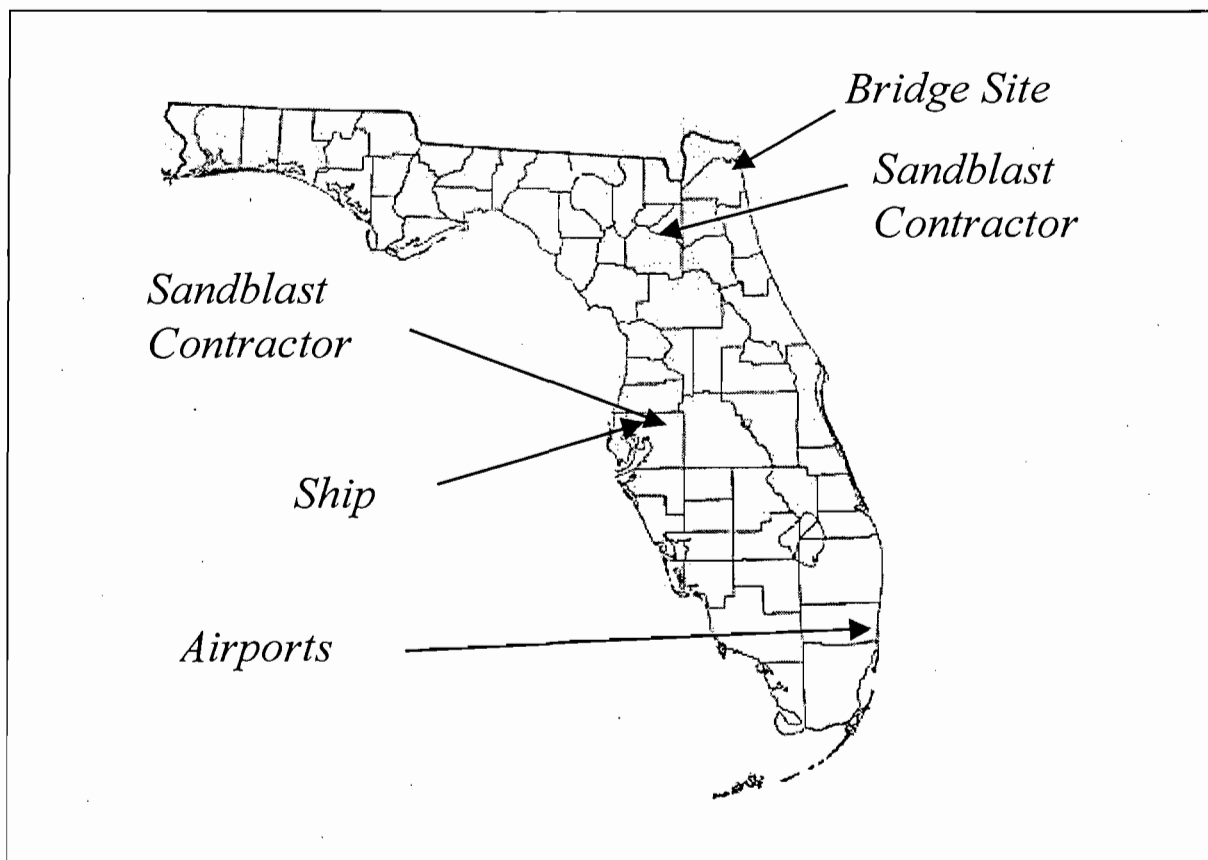 Bridge Site
Sandblast
Contractor
Sandblast
Contractor
Ship
Airports